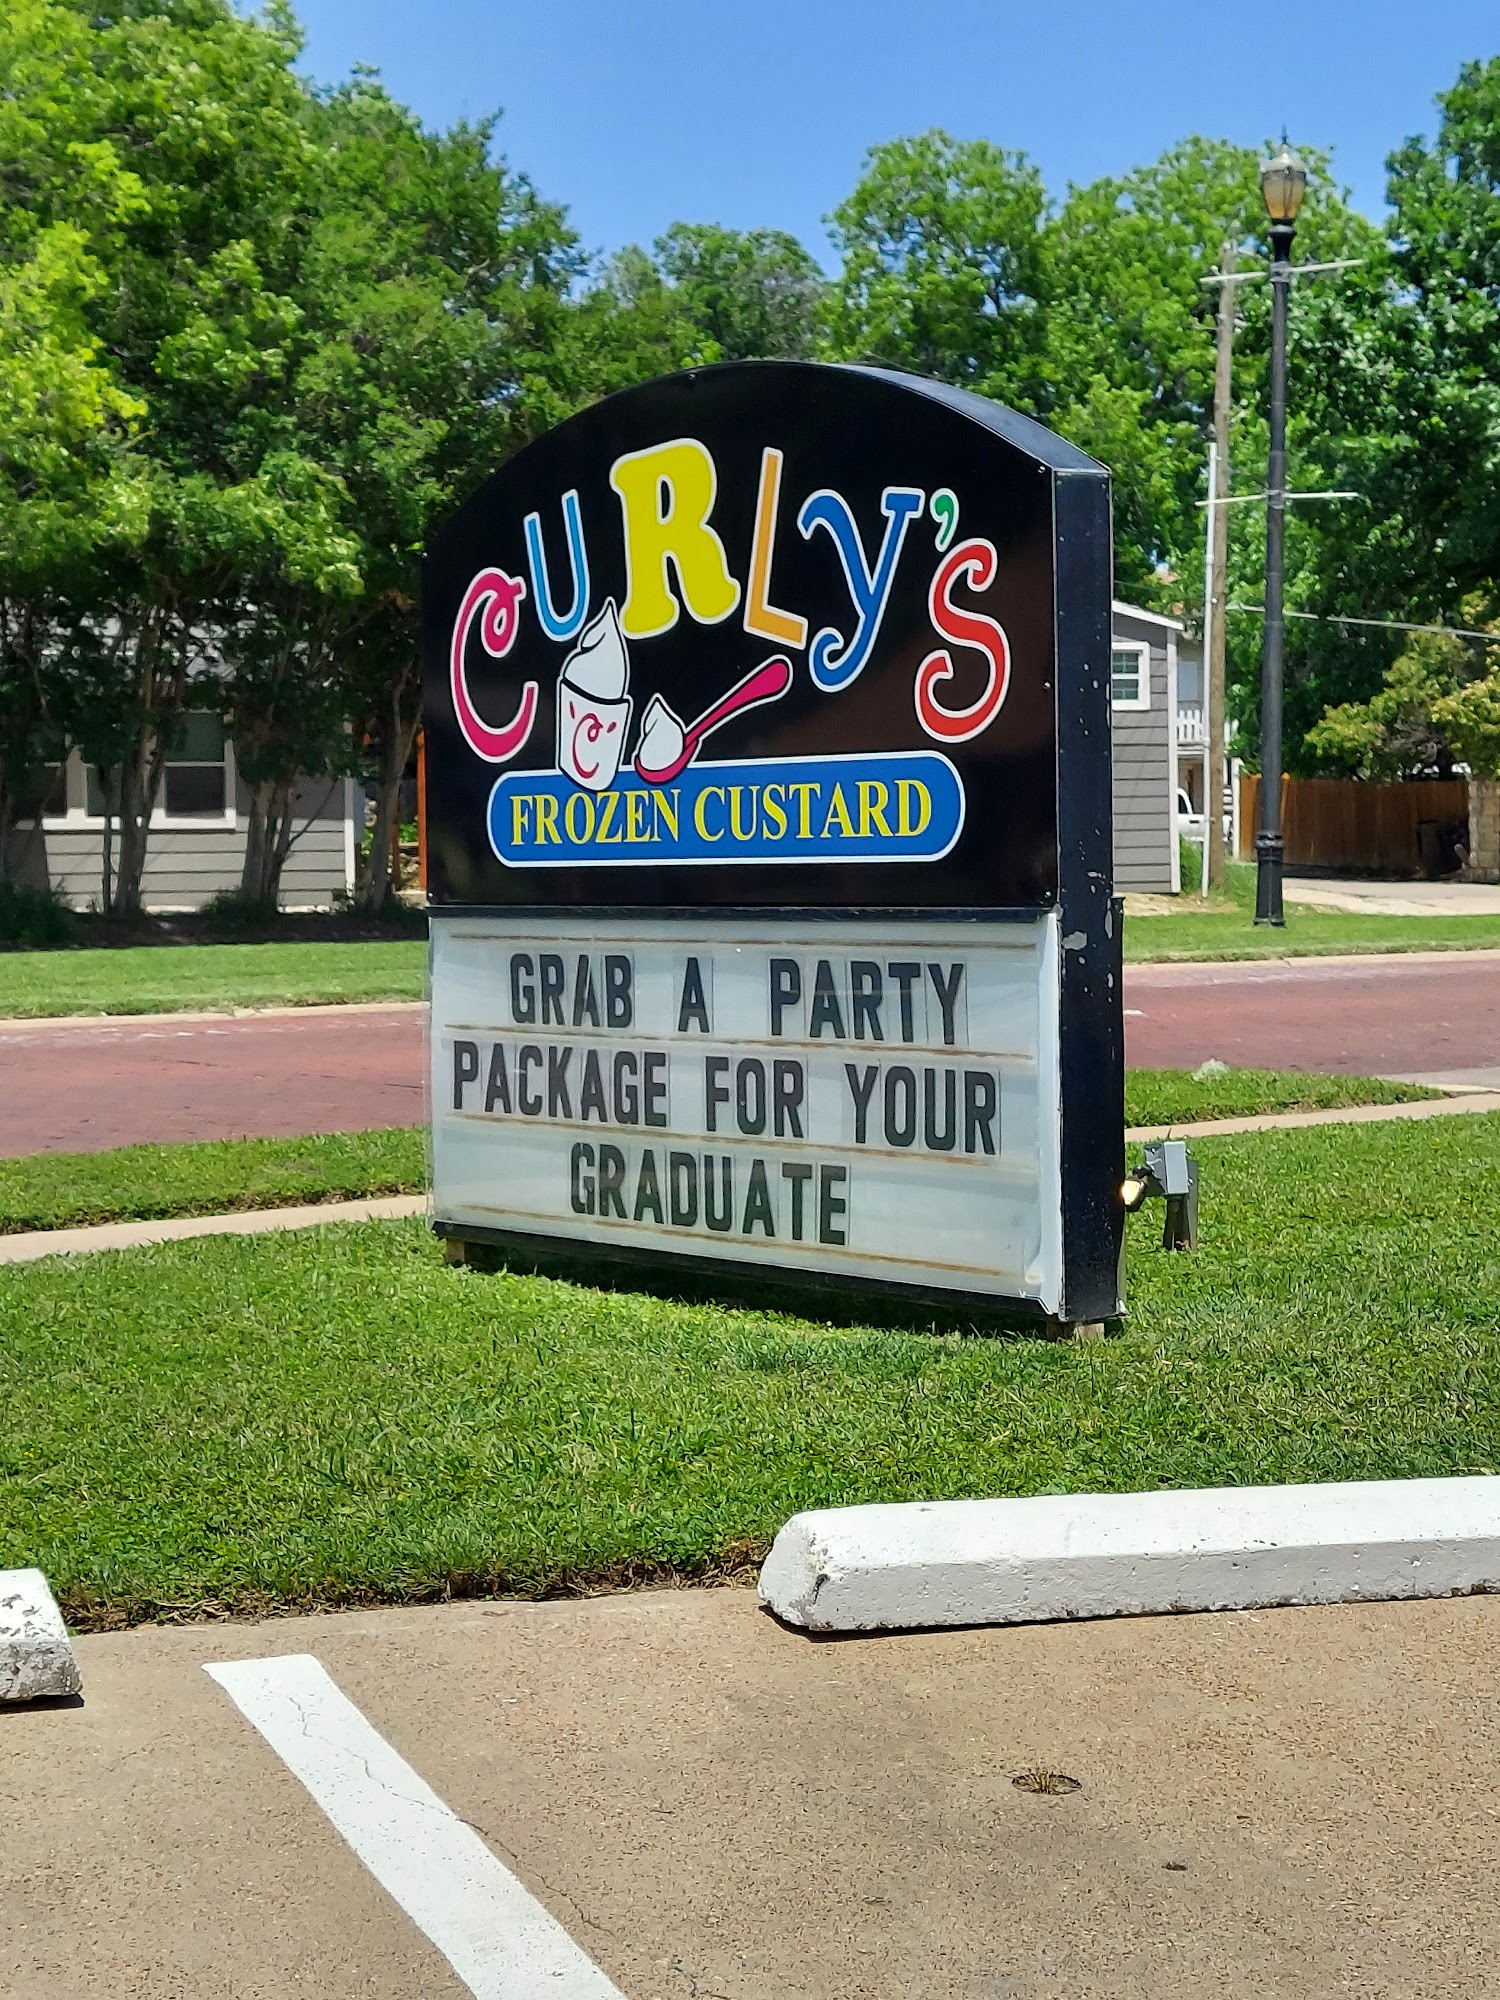 CURLY'S
C
FROZEN CUSTARD
GRAB A PARTY
PACKAGE FOR YOUR
GRADUATE